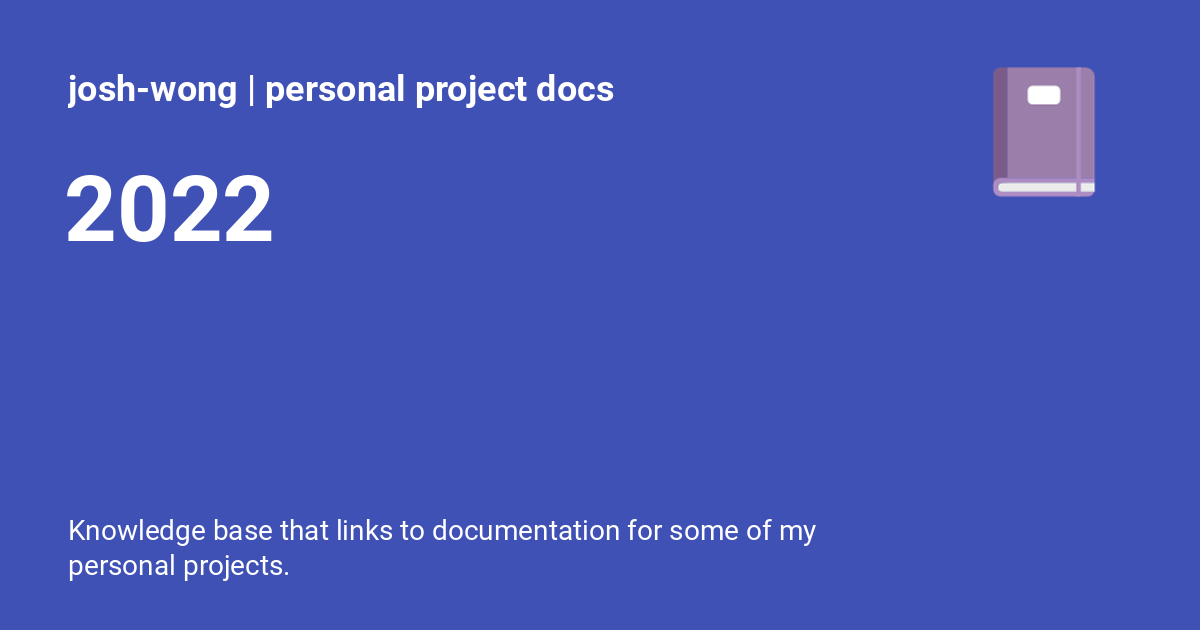 josh-wong | personal project docs
2022
Knowledge base that links to documentation for some of my
personal projects.